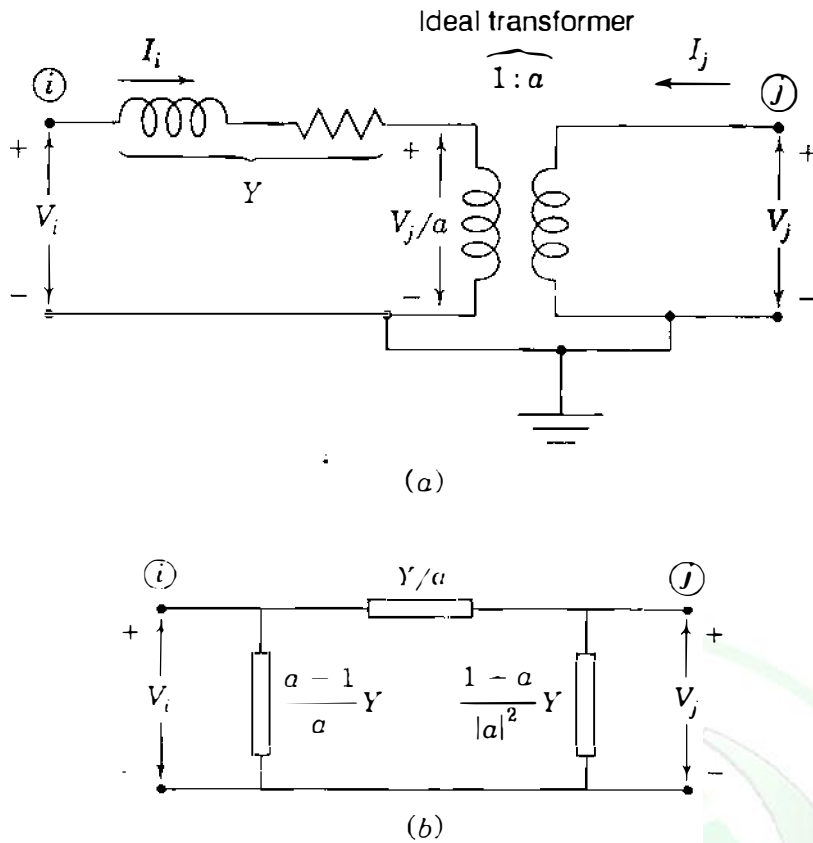 Ideal transformer
1 : a
I_i
I_j
i
j
+
+
+
Y
V_i
V_j/a
V_j
−
−
−
(a)
i
Y/a
j
+
+
V_i
a − 1
a
Y
1 − a
|a|²
Y
V_j
−
(b)